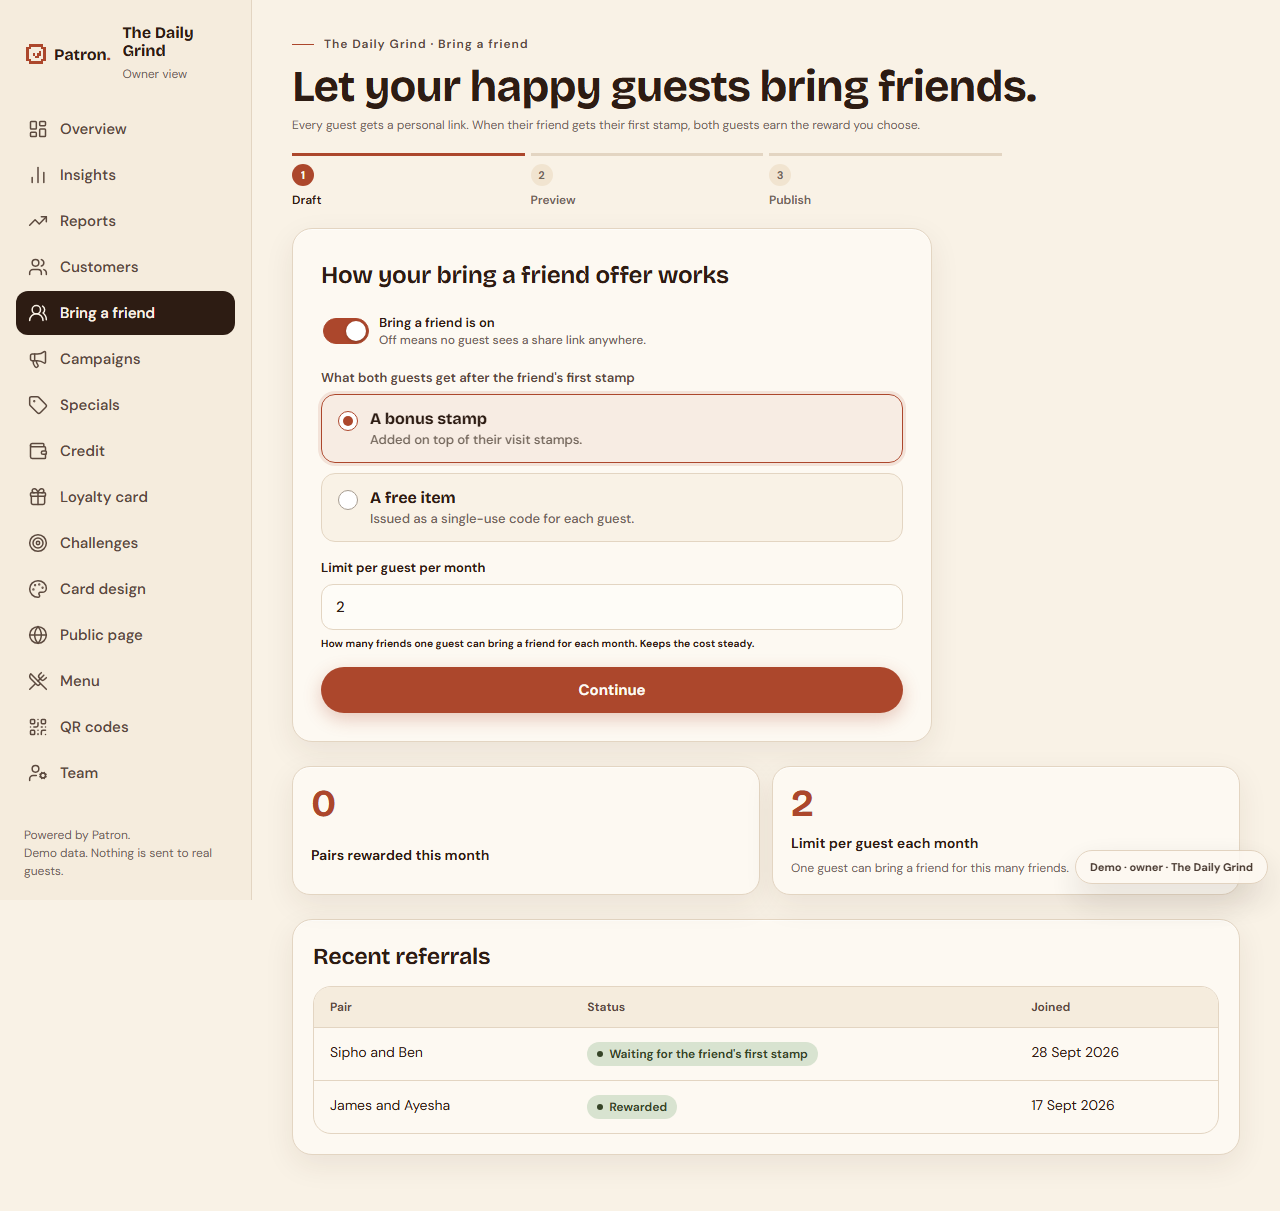 Patron.
The Daily
Grind
Owner view
Overview
Insights
Reports
Customers
Bring a friend
Campaigns
Specials
Credit
Loyalty card
Challenges
Card design
Public page
Menu
QR codes
Team
Powered by Patron.
Demo data. Nothing is sent to real
guests.
The Daily Grind · Bring a friend
Let your happy guests bring friends.
Every guest gets a personal link. When their friend gets their first stamp, both guests earn the reward you choose.
1
Draft
2
Preview
3
Publish
How your bring a friend offer works
Bring a friend is on
Off means no guest sees a share link anywhere.
What both guests get after the friend's first stamp
A bonus stamp
Added on top of their visit stamps.
A free item
Issued as a single-use code for each guest.
Limit per guest per month
2
How many friends one guest can bring a friend for each month. Keeps the cost steady.
Continue
0
Pairs rewarded this month
2
Limit per guest each month
One guest can bring a friend for this many friends.
Demo · owner · The Daily Grind
Recent referrals
Pair Status Joined
Sipho and Ben Waiting for the friend's first stamp 28 Sept 2026
James and Ayesha Rewarded 17 Sept 2026